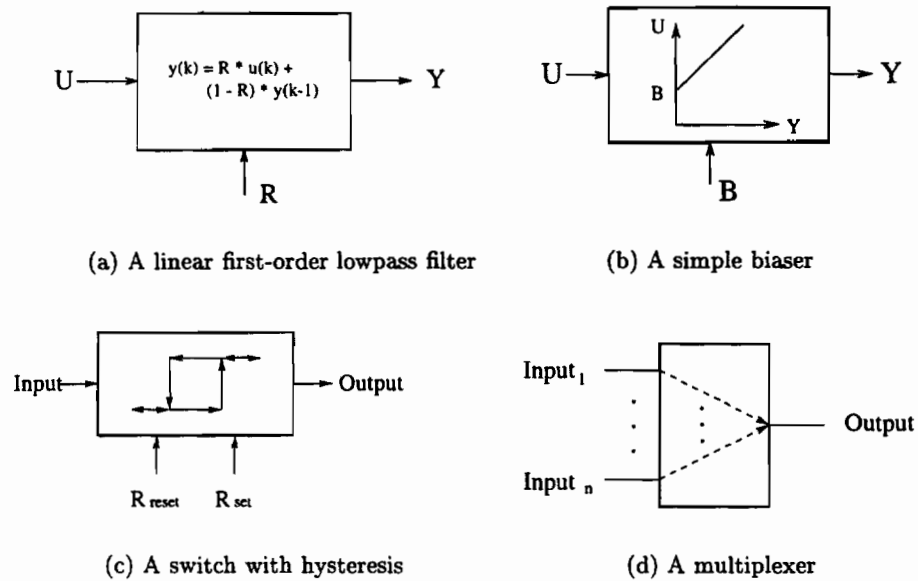 U
y(k) = R * u(k) +
(1 - R) * y(k-1)
Y
R
(a) A linear first-order lowpass filter
U
U
B
Y
Y
B
(b) A simple biaser
Input
Output
R reset
R set
(c) A switch with hysteresis
Input 1
Input n
Output
(d) A multiplexer